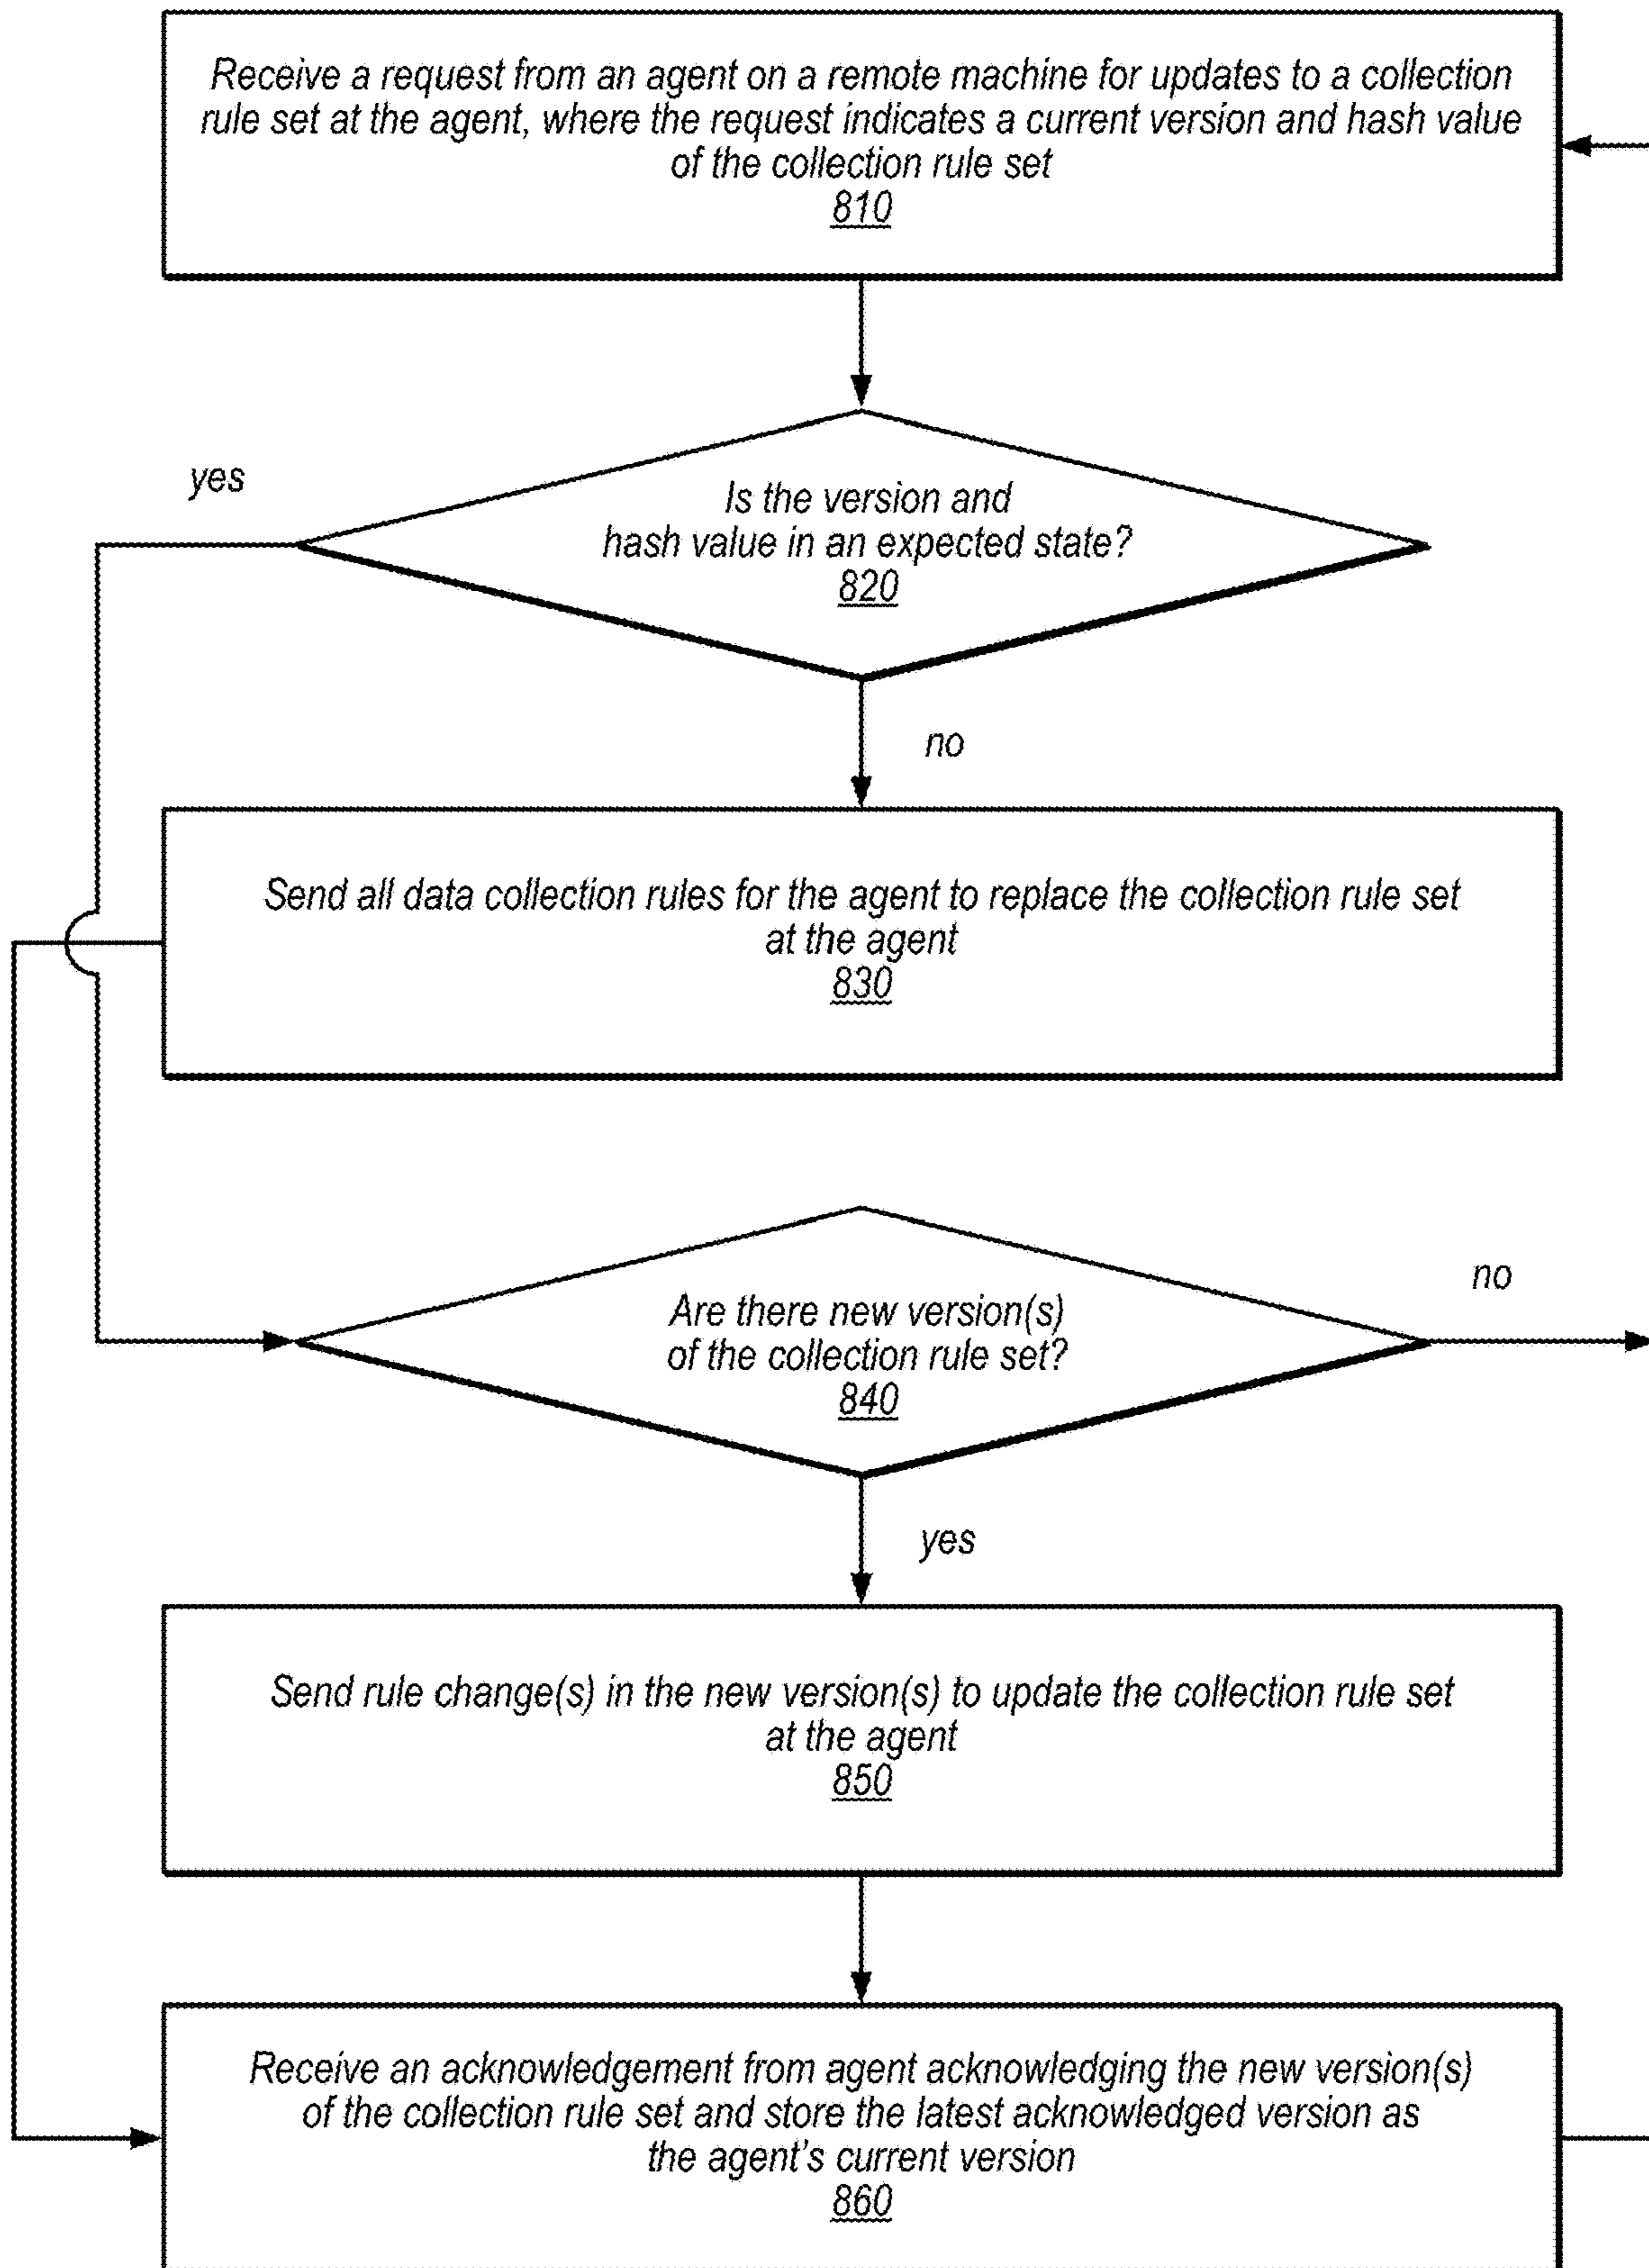 Receive a request from an agent on a remote machine for updates to a collection
rule set at the agent, where the request indicates a current version and hash value
of the collection rule set
810
yes
Is the version and
hash value in an expected state?
820
no
Send all data collection rules for the agent to replace the collection rule set
at the agent
830
no
Are there new version(s)
of the collection rule set?
840
yes
Send rule change(s) in the new version(s) to update the collection rule set
at the agent
850
Receive an acknowledgement from agent acknowledging the new version(s)
of the collection rule set and store the latest acknowledged version as
the agent's current version
860